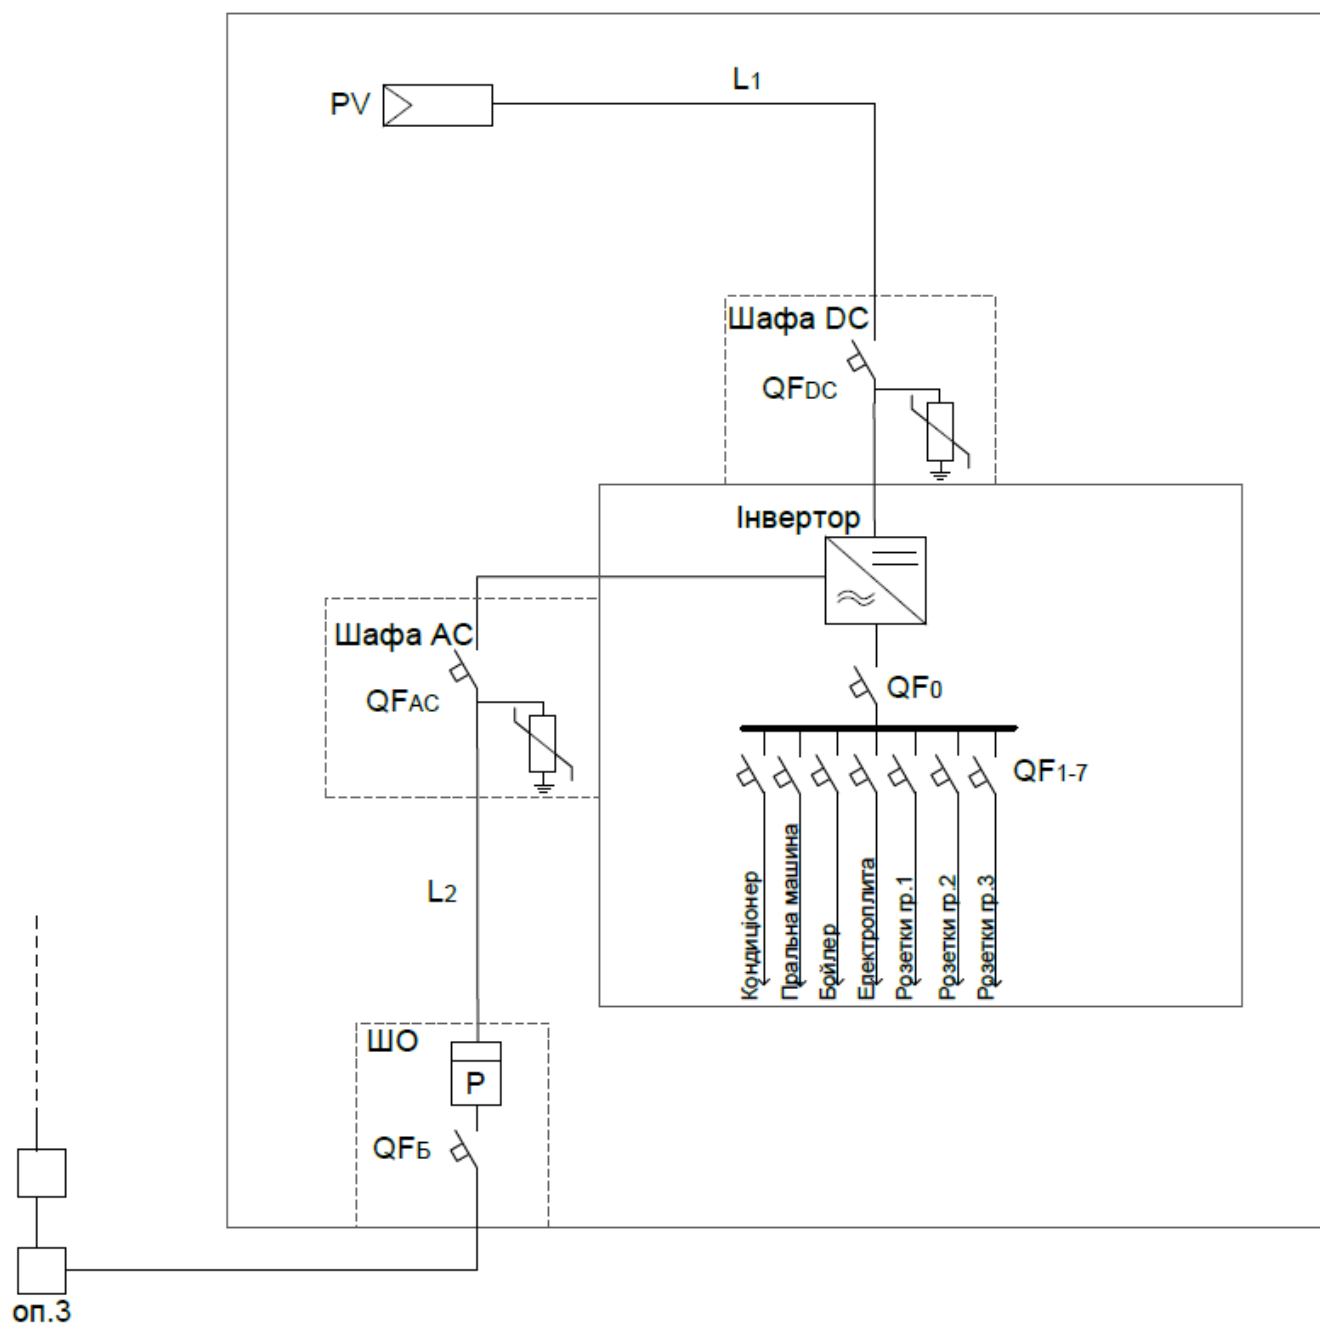 L1
PV
Шафа DC
QFDC
Інвертор
Шафа AC
QFAC
QF0
QF1-7
Кондиціонер
Пральна машина
Бойлер
Електроплита
Розетки гр.1
Розетки гр.2
Розетки гр.3
L2
ШО
P
QFБ
оп.3